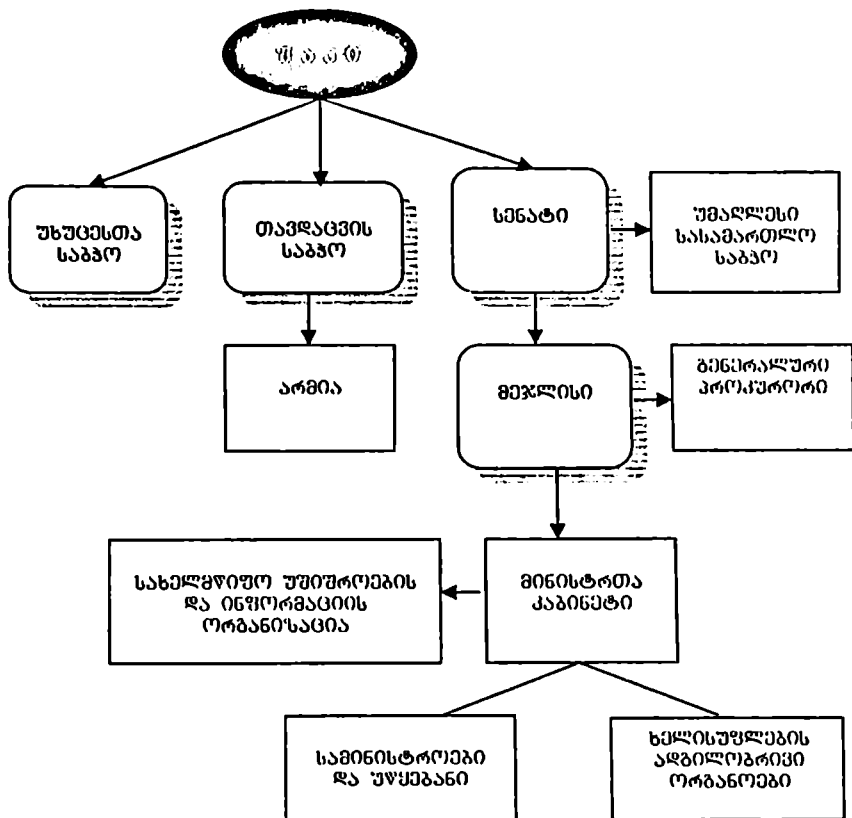 შაჰი
უხუცესთა
საბჭო
თავდაცვის
საბჭო
სენატი
უმაღლესი
სასამართლო
საბჭო
არმია
მეჯლისი
გენერალური
პროკურორი
სახელმწიფო უშიშროების
და ინფორმაციის
ორგანიზაცია
მინისტრთა
კაბინეტი
სამინისტროები
და უწყებანი
ხელისუფლების
ადგილობრივი
ორგანოები